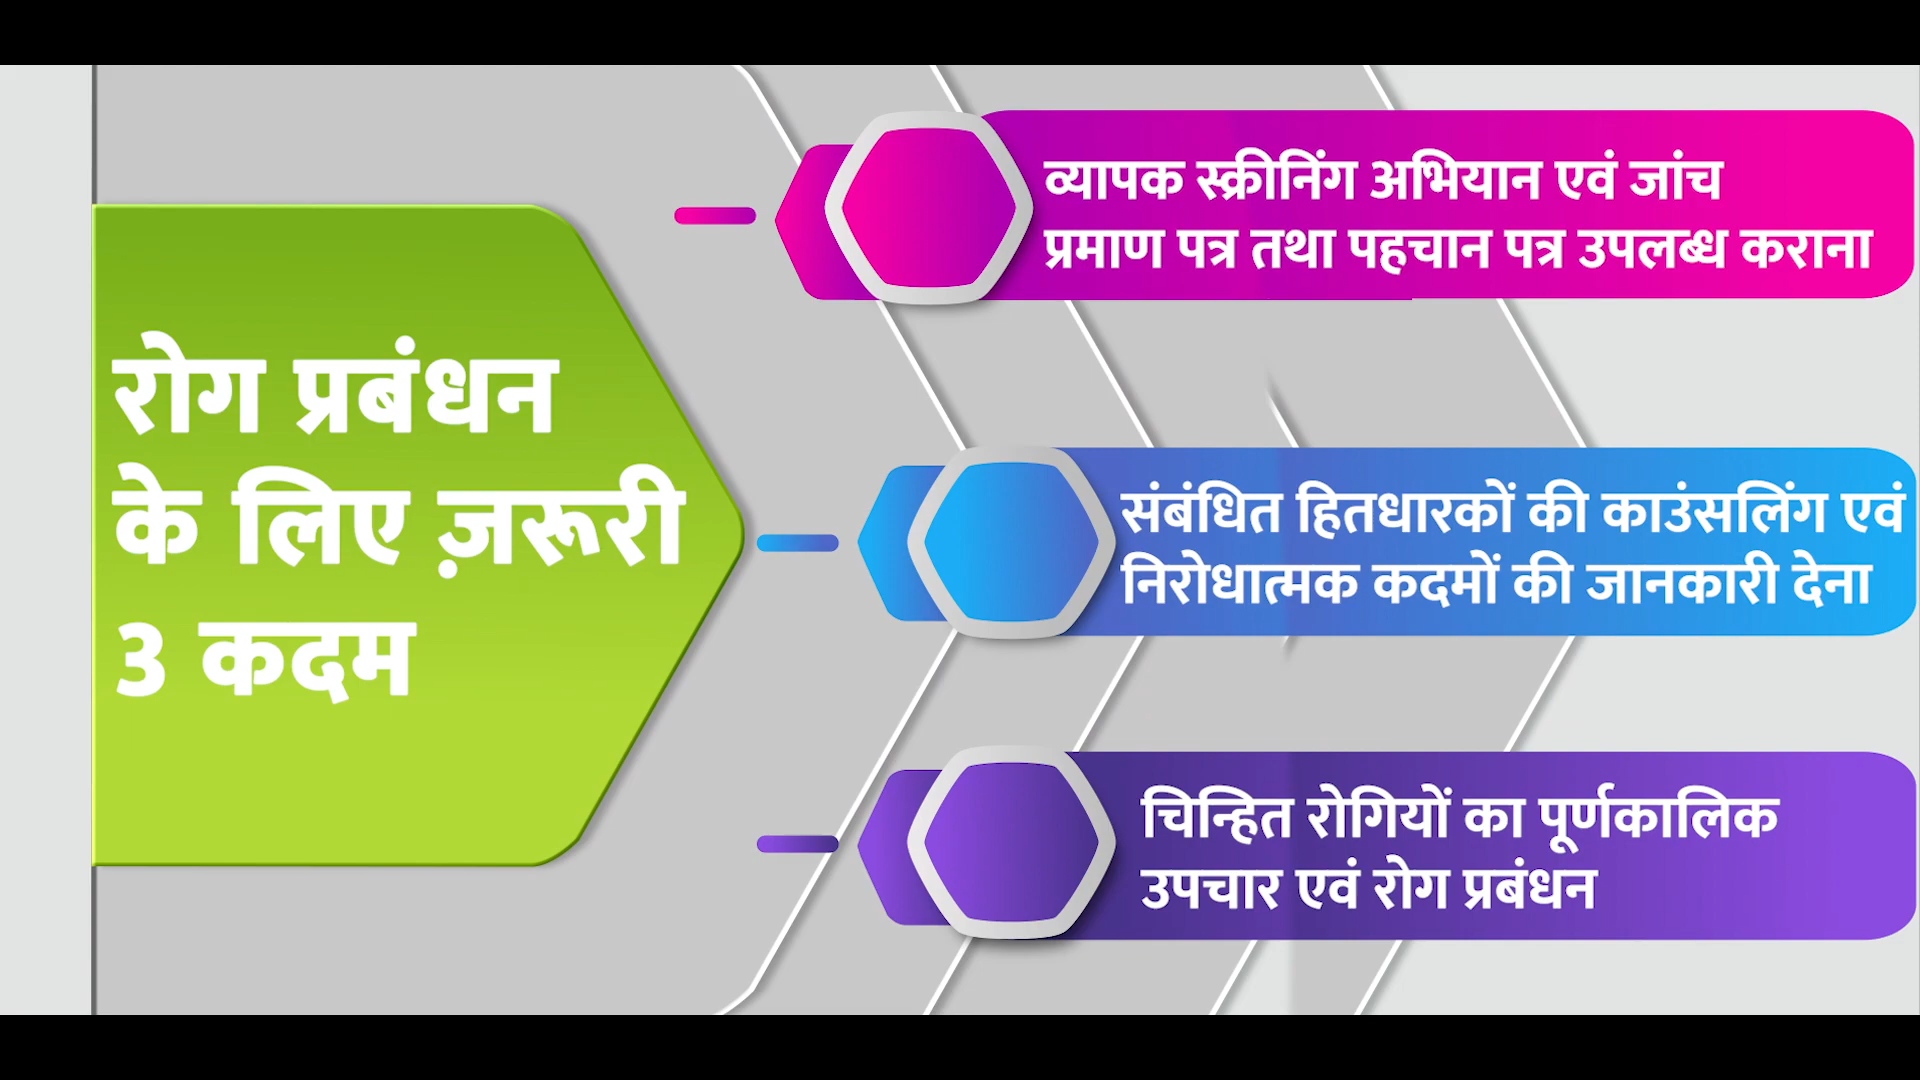 रोग प्रबंधन
के लिए ज़रूरी
3 कदम
व्यापक स्क्रीनिंग अभियान एवं जांच
प्रमाण पत्र तथा पहचान पत्र उपलब्ध कराना
संबंधित हितधारकों की काउंसलिंग एवं
निरोधात्मक कदमों की जानकारी देना
चिन्हित रोगियों का पूर्णकालिक
उपचार एवं रोग प्रबंधन